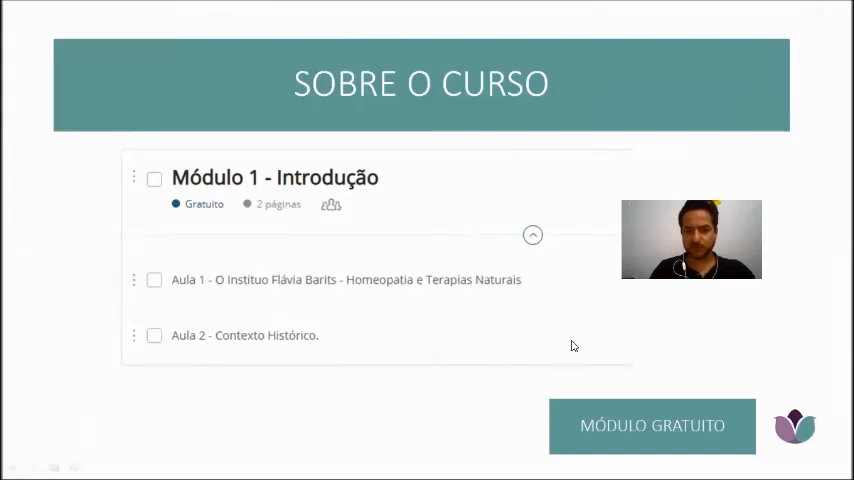 SOBRE O CURSO
Módulo 1 - Introdução
Gratuito 2 páginas
Aula 1 - O Instituo Flávia Barits - Homeopatia e Terapias Naturais
Aula 2 - Contexto Histórico.
MÓDULO GRATUITO